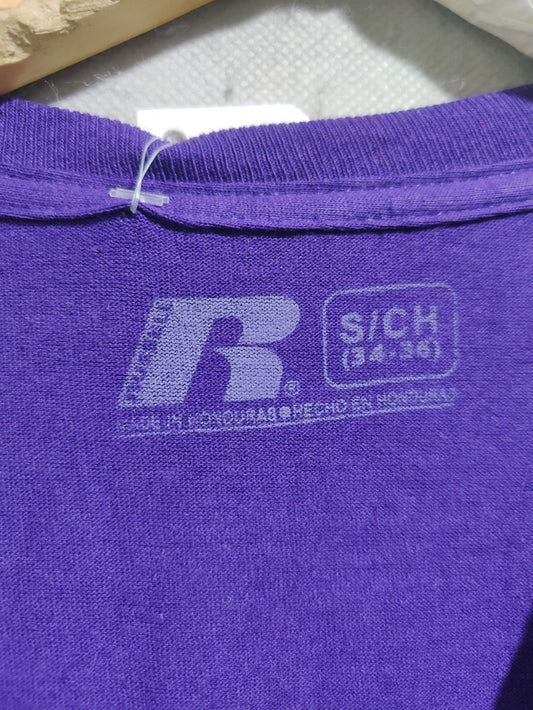 R®
S/CH
(34-36)
MADE IN HONDURAS HECHO EN HONDURAS